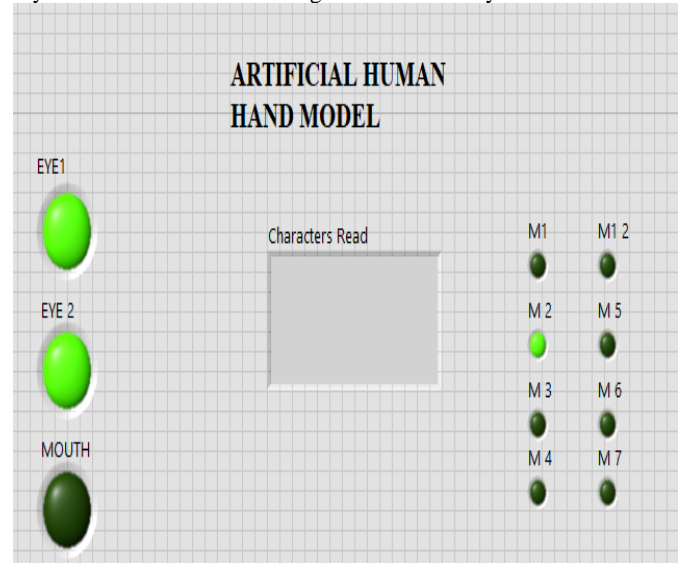 ARTIFICIAL HUMAN
HAND MODEL
EYE1
Characters Read
M1 M1 2
EYE 2
M 2 M 5
M 3 M 6
MOUTH
M 4 M 7